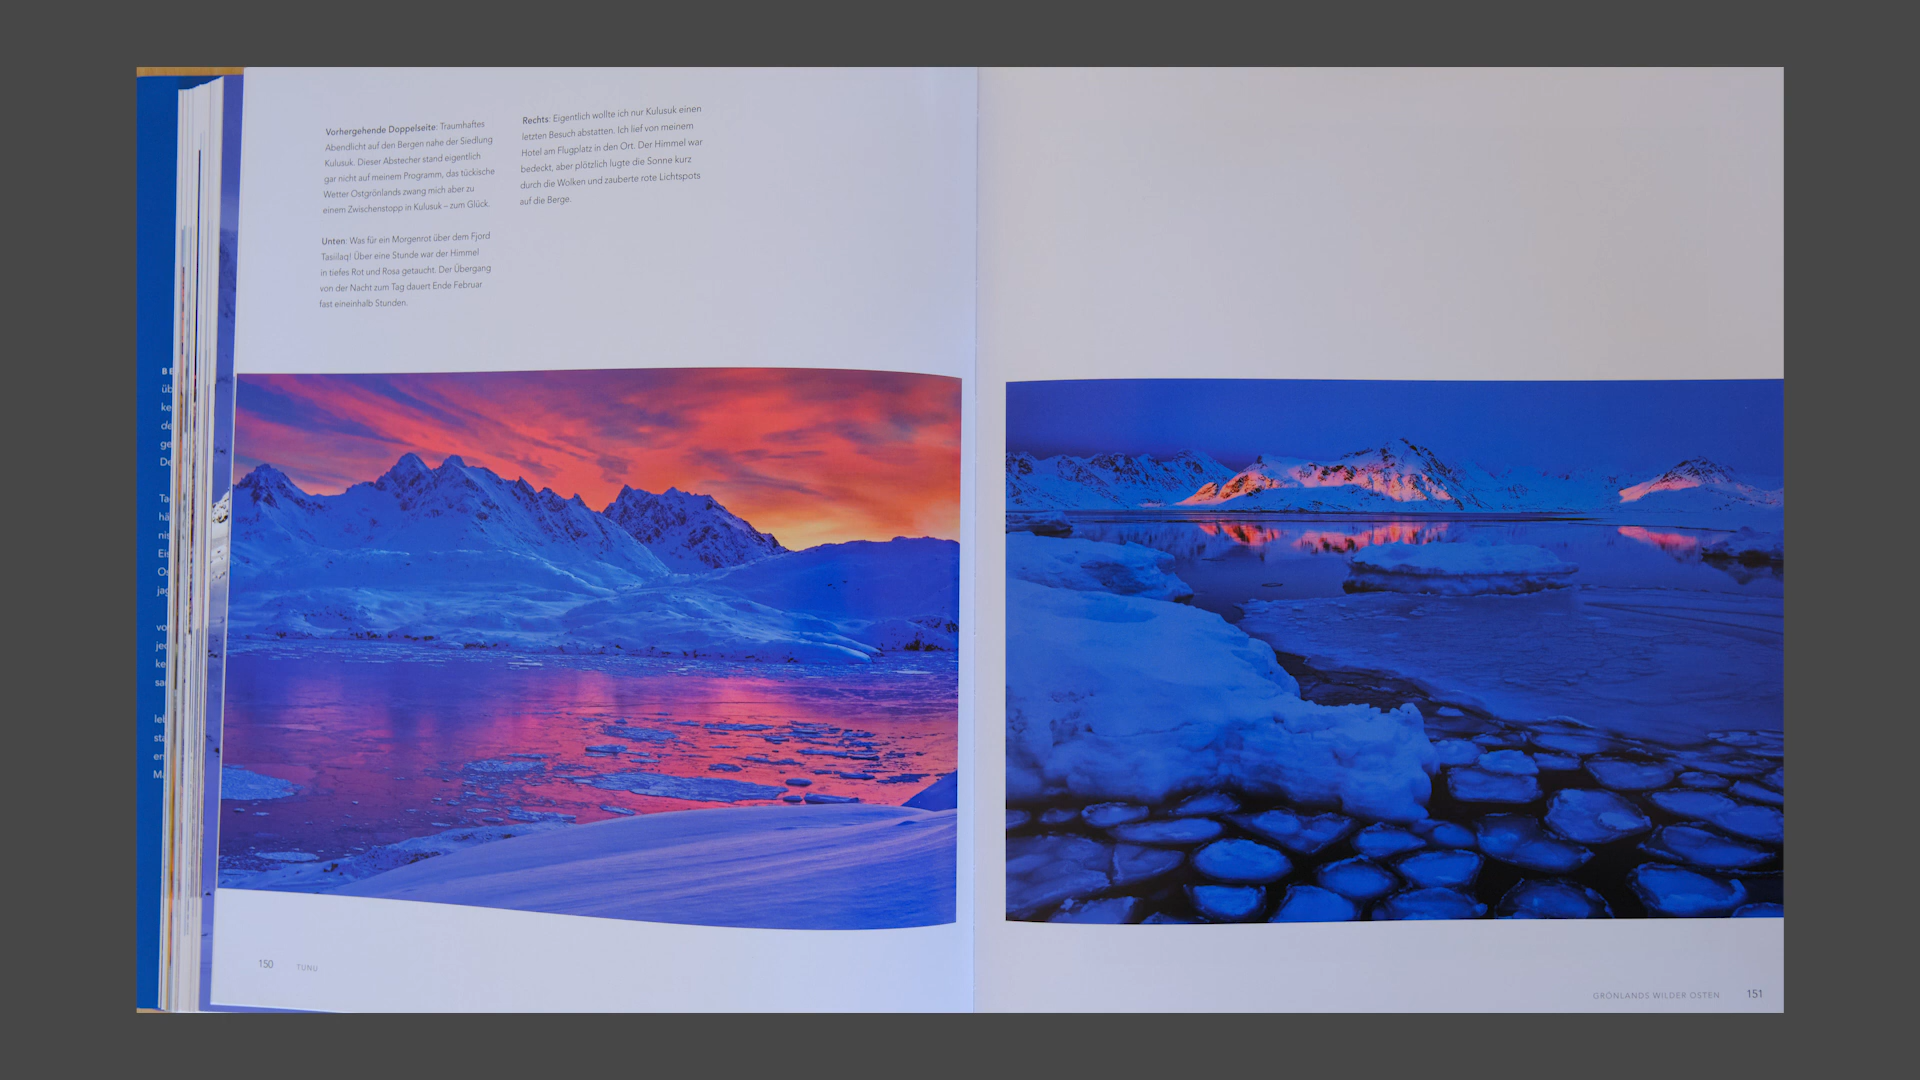 Vorhergehende Doppelseite: Traumhaftes
Abendlicht auf den Bergen nahe der Siedlung
Kulusuk. Dieser Abstecher stand eigentlich
gar nicht auf meinem Programm, das tückische
Wetter Ostgrönlands zwang mich aber zu
einem Zwischenstopp in Kulusuk – zum Glück.
Unten: Was für ein Morgenrot über dem Fjord
Tasiilaq! Über eine Stunde war der Himmel
in tiefes Rot und Rosa getaucht. Der Übergang
von der Nacht zum Tag dauert Ende Februar
fast eineinhalb Stunden.
Rechts: Eigentlich wollte ich nur Kulusuk einen
letzten Besuch abstatten. Ich lief von meinem
Hotel am Flugplatz in den Ort. Der Himmel war
bedeckt, aber plötzlich lugte die Sonne kurz
durch die Wolken und zauberte rote Lichtspots
auf die Berge.
150 TUNU
GRÖNLANDS WILDER OSTEN 151